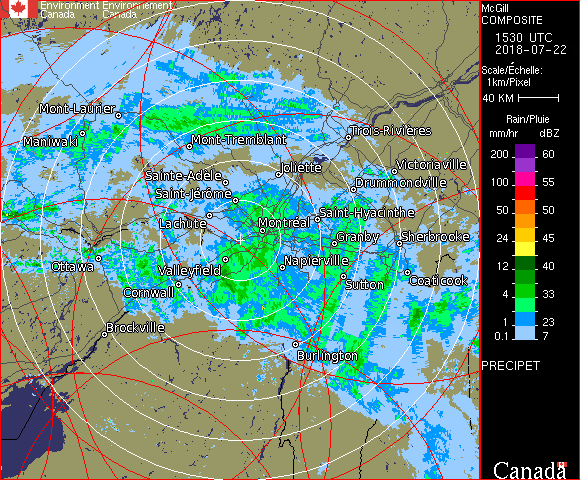 Environment Environnement
Canada Canada
McGill
COMPOSITE
1530 UTC
2018-07-22
Scale/Échelle:
1km/Pixel
40 KM
Rain/Pluie
mm/hr dBZ
200 60
100 55
50 50
24 45
12 40
4 33
1 23
0.1 7
PRECIPET
Canada
Mont-Laurier
Maniwaki
Mont-Tremblant
Trois-Rivières
Joliette
Victoriaville
Sainte-Adèle
Drummondville
Saint-Jérôme
Lachute
Saint-Hyacinthe
Montréal
Granby
Sherbrooke
Ottawa
Valleyfield
Napierville
Cornwall
Sutton
Coaticook
Brockville
Burlington